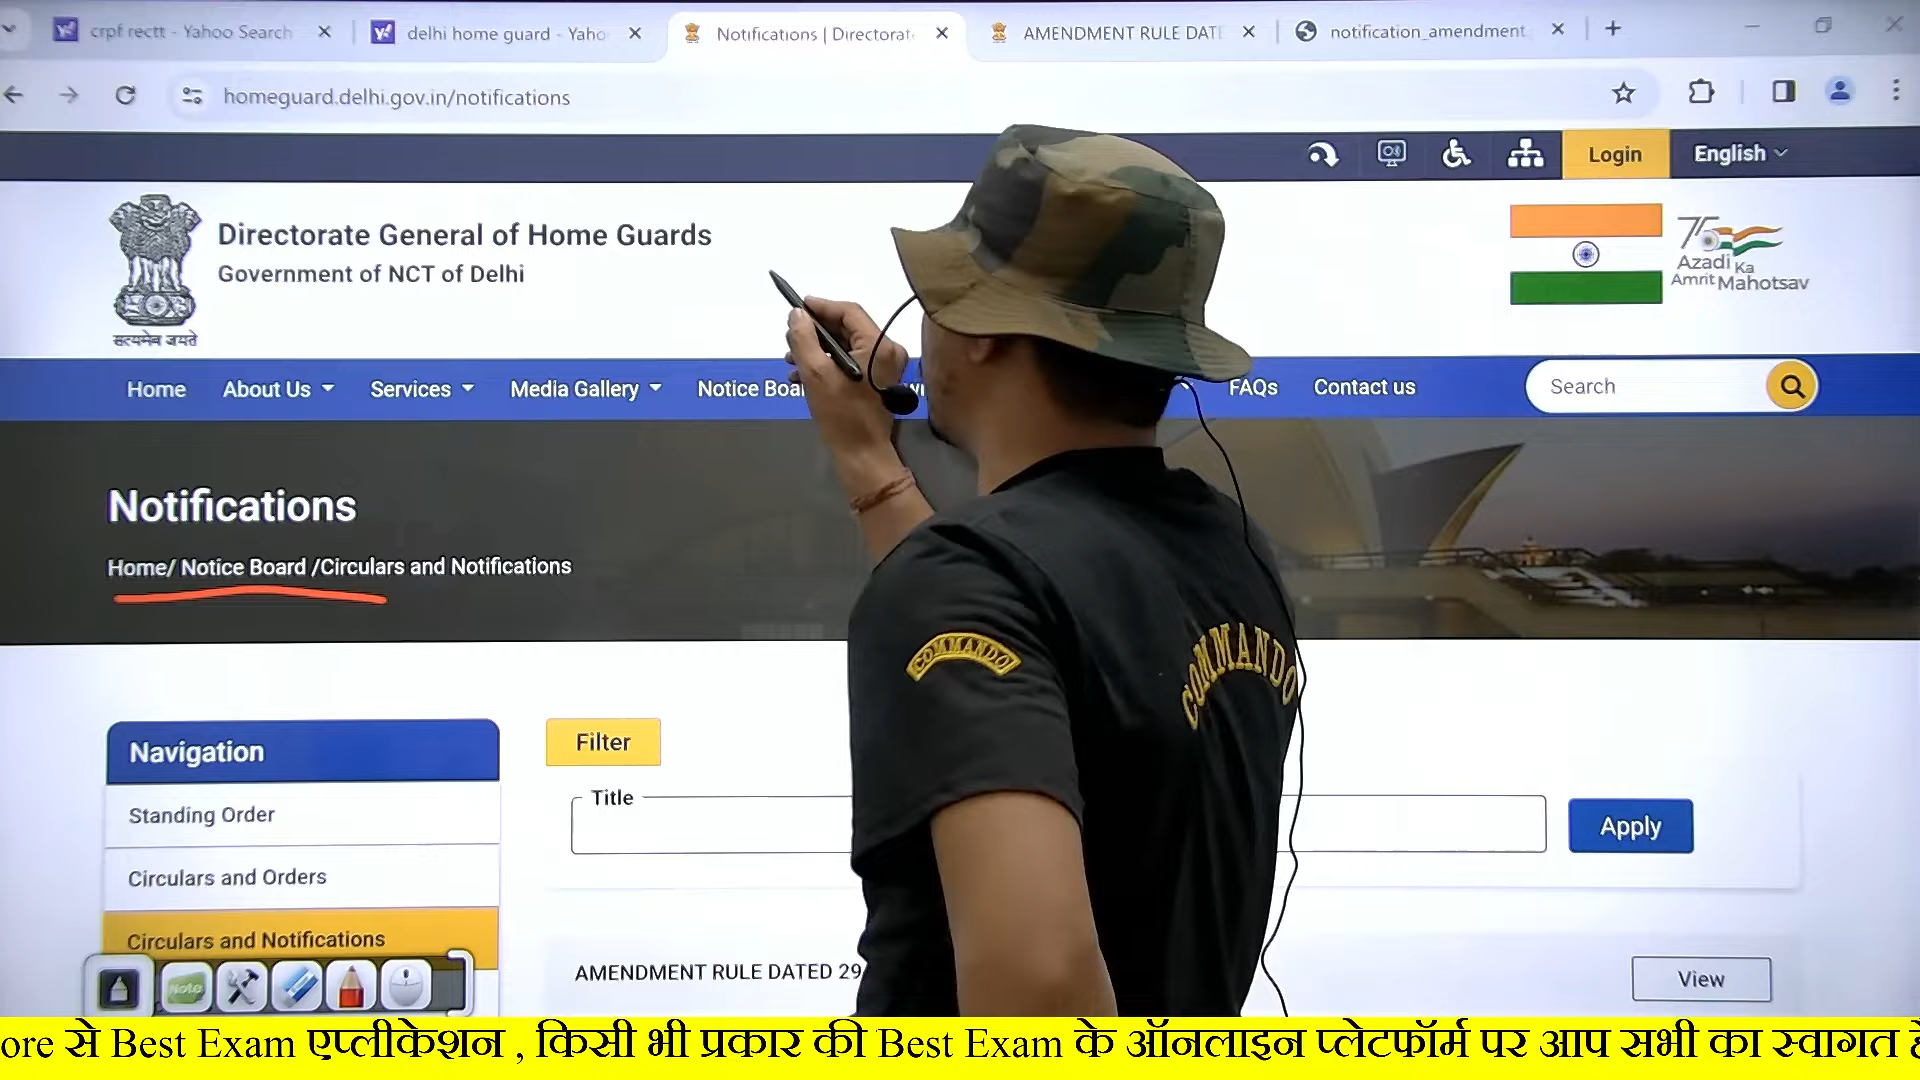 crpf rectt - Yahoo Search
delhi home guard - Yaho
Notifications | Directorat
AMENDMENT RULE DATE
notification_amendment
homeguard.delhi.gov.in/notifications
Login
English
Directorate General of Home Guards
Government of NCT of Delhi
सत्यमेव जयते
75
Azadi Ka
Amrit Mahotsav
Home
About Us
Services
Media Gallery
Notice Boar
FAQs
Contact us
Search
Notifications
Home/ Notice Board /Circulars and Notifications
COMMANDO
COMMANDO
Navigation
Filter
Title
Standing Order
Apply
Circulars and Orders
Circulars and Notifications
AMENDMENT RULE DATED 29
View
Note
ore से Best Exam एप्लीकेशन , किसी भी प्रकार की Best Exam के ऑनलाइन प्लेटफॉर्म पर आप सभी का स्वागत है